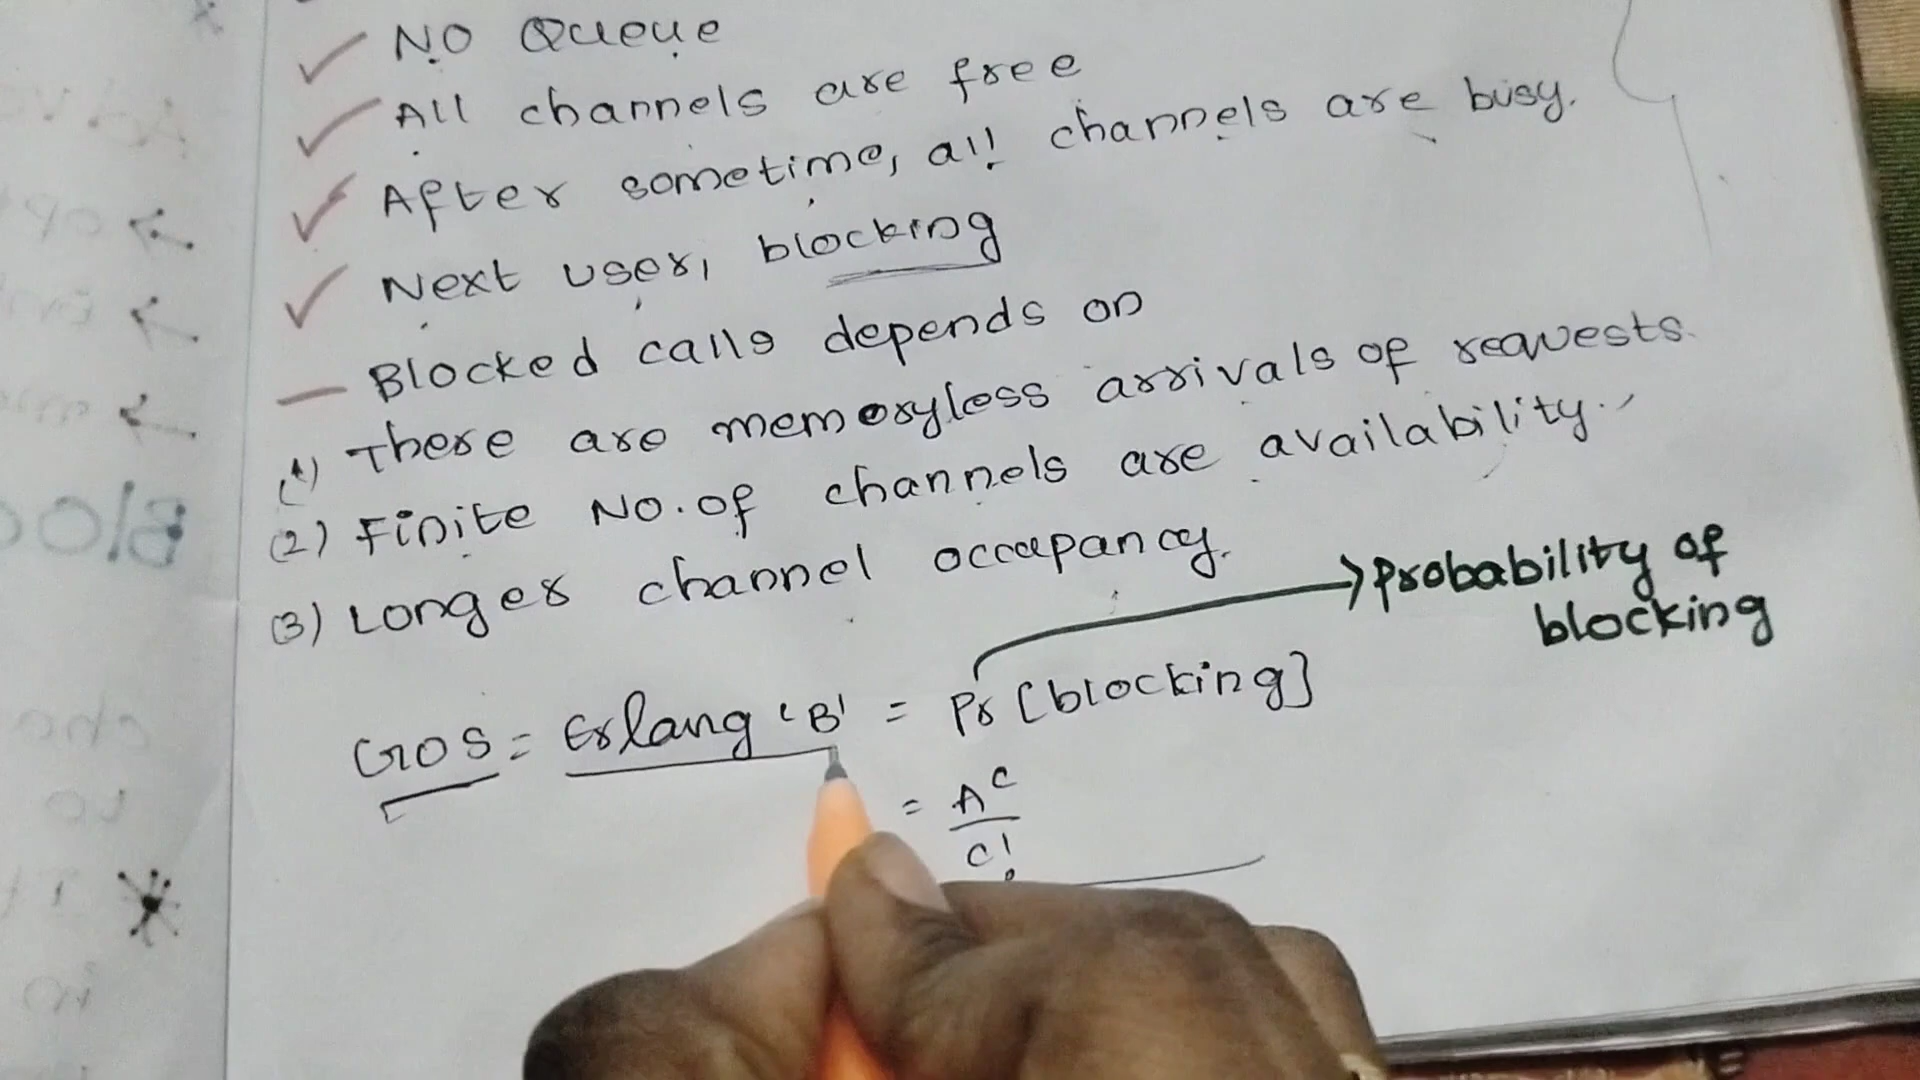 No Queue
All channels are free
After sometime, all channels are busy.
Next user, blocking
Blocked calls depends on
(1) There are memoryless arrivals of requests.
(2) Finite No. of channels are availability.
(3) Longer channel occupancy.
probability of
blocking
GOS = Erlang 'B' = Pr [blocking]
= A^C
C!